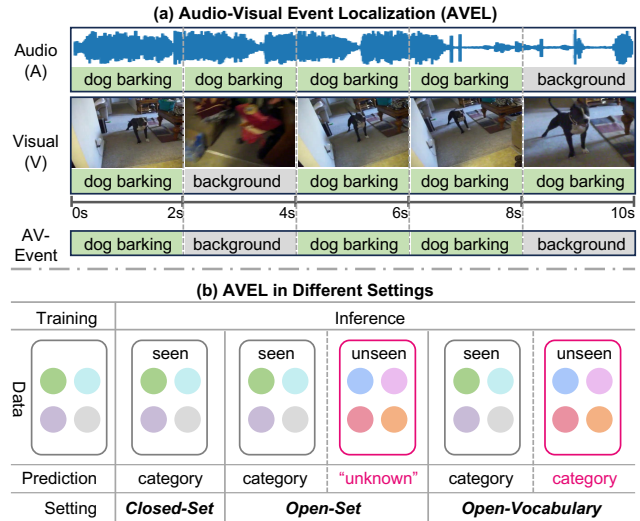 (a) Audio-Visual Event Localization (AVEL)
Audio
(A)
dog barking dog barking dog barking dog barking background
Visual
(V)
dog barking background dog barking dog barking dog barking
0s 2s 4s 6s 8s 10s
AV-
Event
dog barking background dog barking dog barking background
(b) AVEL in Different Settings
Training Inference
Data
seen seen unseen seen unseen
Prediction category category "unknown" category category
Setting Closed-Set Open-Set Open-Vocabulary